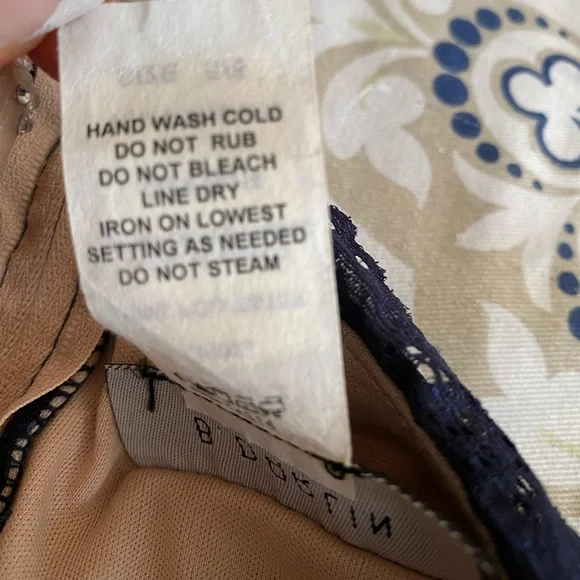 HAND WASH COLD
DO NOT RUB
DO NOT BLEACH
LINE DRY
IRON ON LOWEST
SETTING AS NEEDED
DO NOT STEAM
B. DARLIN